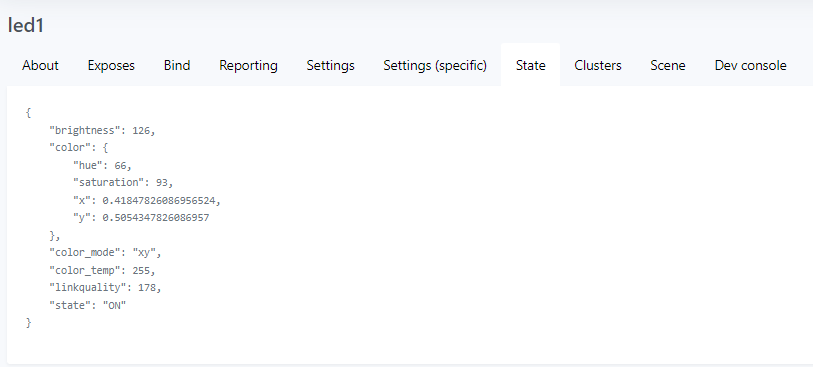 led1
About Exposes Bind Reporting Settings Settings (specific) State Clusters Scene Dev console
{
    "brightness": 126,
    "color": {
        "hue": 66,
        "saturation": 93,
        "x": 0.41847826086956524,
        "y": 0.5054347826086957
    },
    "color_mode": "xy",
    "color_temp": 255,
    "linkquality": 178,
    "state": "ON"
}